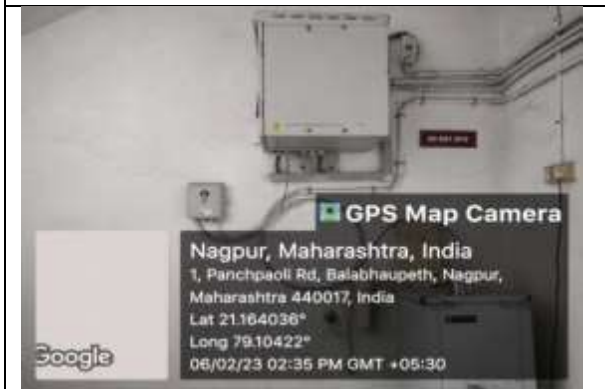 GPS Map Camera
Nagpur, Maharashtra, India
1, Panchpaoli Rd, Balabhaupeth, Nagpur,
Maharashtra 440017, India
Lat 21.164036°
Long 79.10422°
06/02/23 02:35 PM GMT +05:30
Google